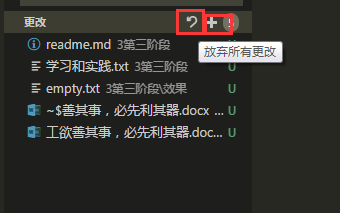 更改
放弃所有更改
readme.md 3第三阶段
学习和实践.txt 3第三阶段 U
empty.txt 3第三阶段\效果 U
~$善其事，必先利其器.docx ... U
工欲善其事，必先利其器.doc... U